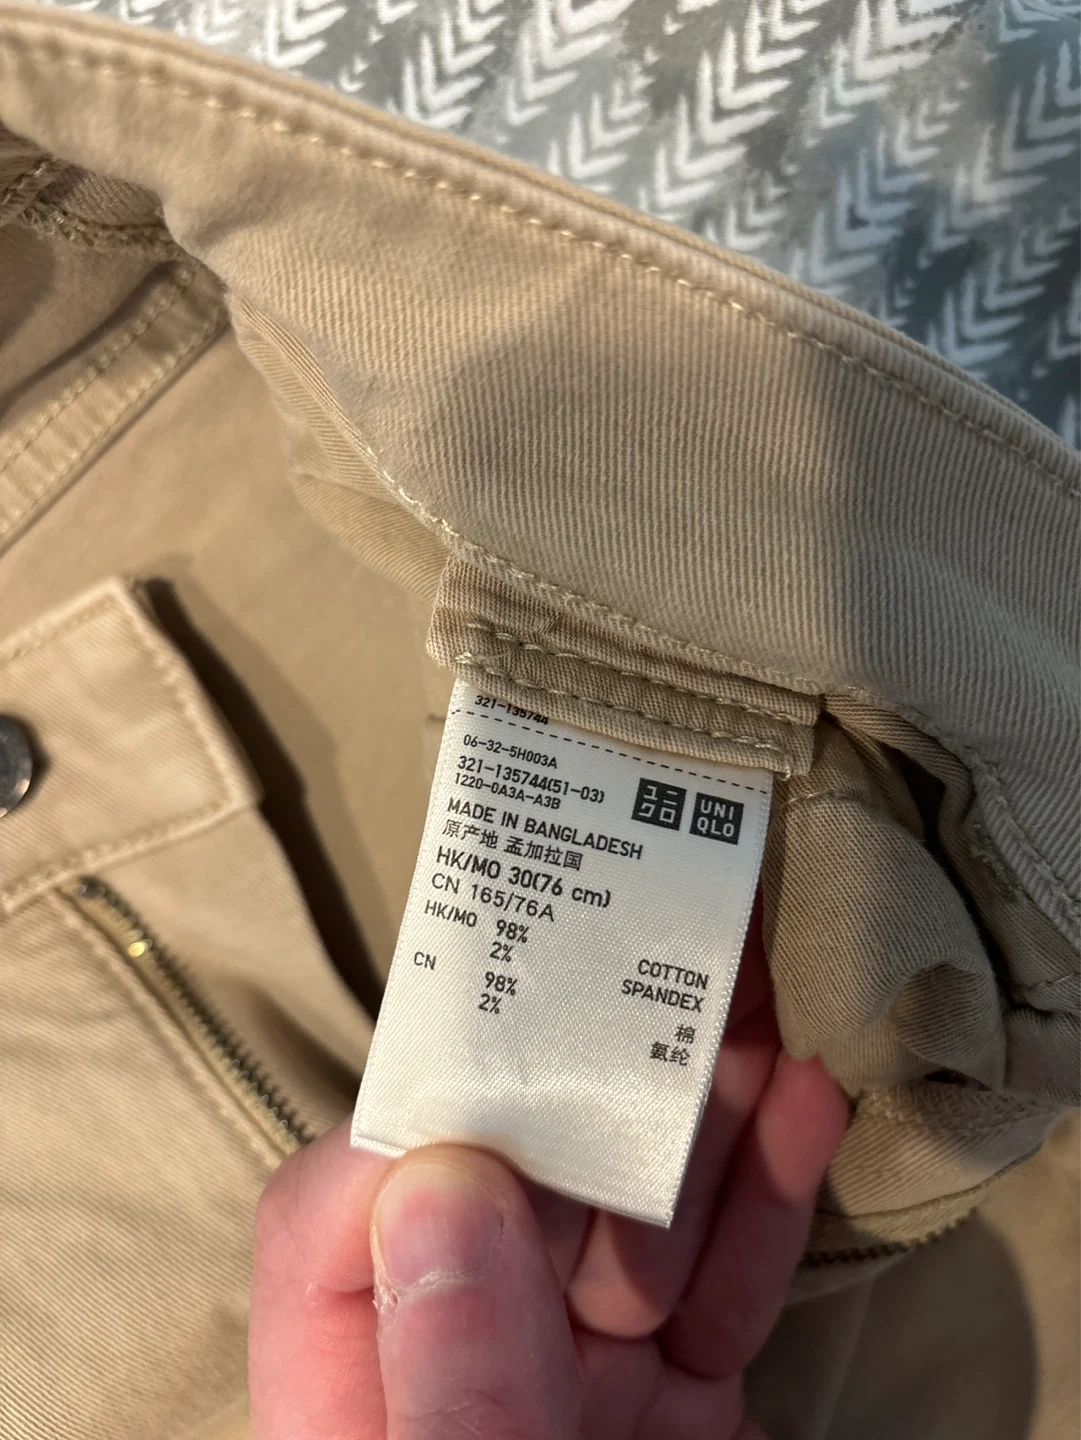 321-135744
06-32-5H003A
321-135744(51-03)
1220-0A3A-A3B
ユニ
クロ
UNI
QLO
MADE IN BANGLADESH
原产地 孟加拉国
HK/MO 30(76 cm)
CN 165/76A
HK/MO 98% COTTON
2% SPANDEX
CN 98% 棉
2% 氨纶